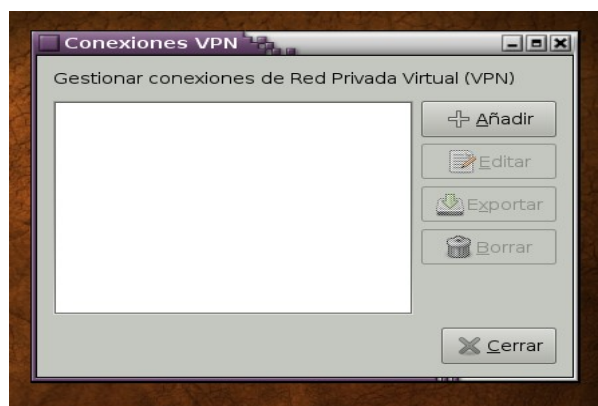 Conexiones VPN
Gestionar conexiones de Red Privada Virtual (VPN)
Añadir
Editar
Exportar
Borrar
Cerrar